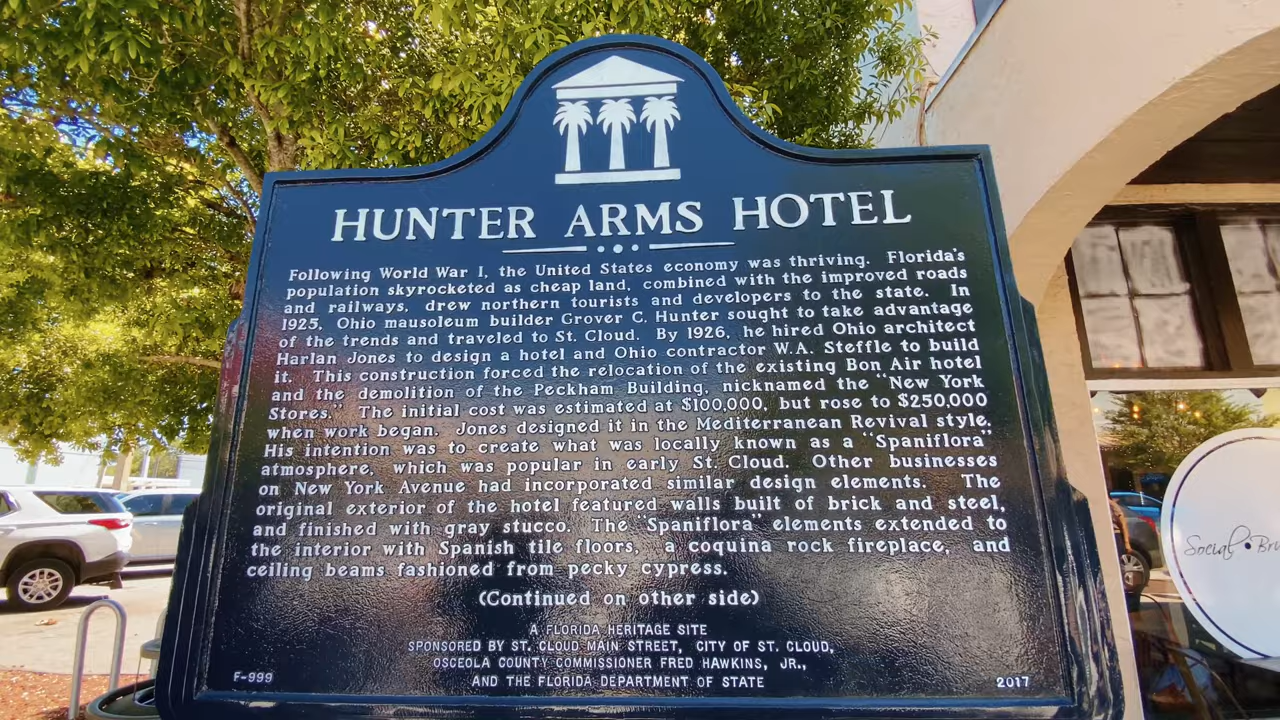 HUNTER ARMS HOTEL
Following World War I, the United States economy was thriving. Florida's
population skyrocketed as cheap land, combined with the improved roads
and railways, drew northern tourists and developers to the state. In
1925, Ohio mausoleum builder Grover C. Hunter sought to take advantage
of the trends and traveled to St. Cloud. By 1926, he hired Ohio architect
Harlan Jones to design a hotel and Ohio contractor W.A. Steffle to build
it. This construction forced the relocation of the existing Bon Air hotel
and the demolition of the Peckham Building, nicknamed the "New York
Stores." The initial cost was estimated at $100,000, but rose to $250,000
when work began. Jones designed it in the Mediterranean Revival style.
His intention was to create what was locally known as a "Spaniflora"
atmosphere, which was popular in early St. Cloud. Other businesses
on New York Avenue had incorporated similar design elements. The
original exterior of the hotel featured walls built of brick and steel,
and finished with gray stucco. The "Spaniflora" elements extended to
the interior with Spanish tile floors, a coquina rock fireplace, and
ceiling beams fashioned from pecky cypress.
(Continued on other side)
A FLORIDA HERITAGE SITE
SPONSORED BY ST. CLOUD MAIN STREET, CITY OF ST. CLOUD,
OSCEOLA COUNTY COMMISSIONER FRED HAWKINS, JR.,
AND THE FLORIDA DEPARTMENT OF STATE
F-999
2017
Social